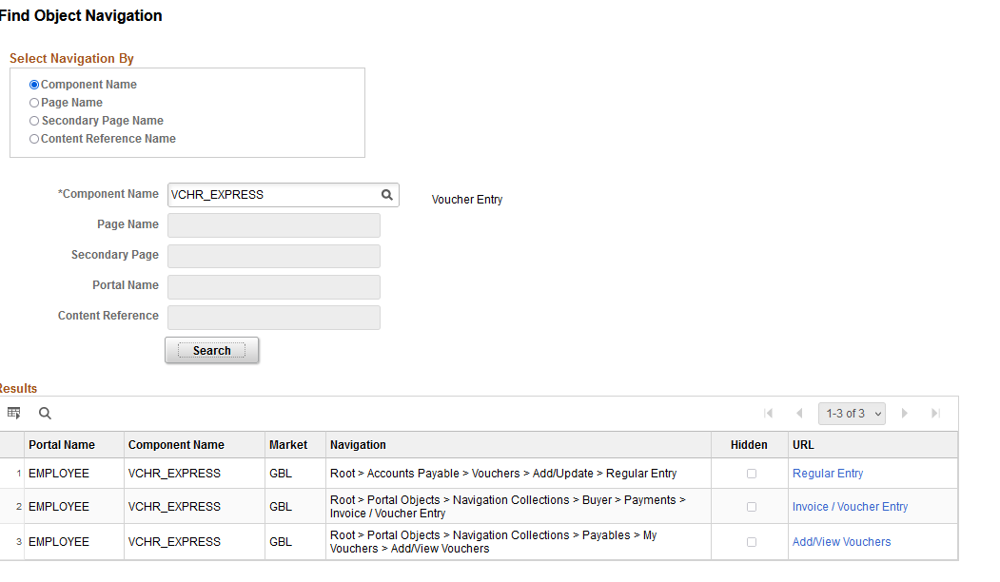 Find Object Navigation
Select Navigation By
Component Name
Page Name
Secondary Page Name
Content Reference Name
*Component Name VCHR_EXPRESS Voucher Entry
Page Name
Secondary Page
Portal Name
Content Reference
Search
Results
1-3 of 3
Portal Name Component Name Market Navigation Hidden URL
1 EMPLOYEE VCHR_EXPRESS GBL Root > Accounts Payable > Vouchers > Add/Update > Regular Entry Regular Entry
2 EMPLOYEE VCHR_EXPRESS GBL Root > Portal Objects > Navigation Collections > Buyer > Payments >
Invoice / Voucher Entry Invoice / Voucher Entry
3 EMPLOYEE VCHR_EXPRESS GBL Root > Portal Objects > Navigation Collections > Payables > My
Vouchers > Add/View Vouchers Add/View Vouchers